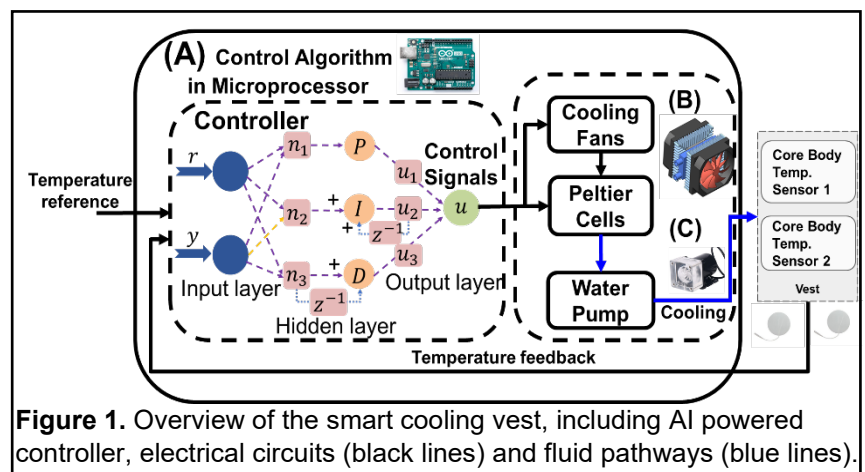 (A) Control Algorithm
in Microprocessor
Controller
Temperature
reference
r
y
n₁
n₂
n₃
P
+ I
+
+ D
z⁻¹
z⁻¹
u₁
u₂
u₃
u
Control
Signals
Input layer
Hidden layer
Output layer
(B)
Cooling
Fans
Peltier
Cells
(C)
Water
Pump
Cooling
Core Body
Temp.
Sensor 1
Core Body
Temp.
Sensor 2
Vest
Temperature feedback
Figure 1. Overview of the smart cooling vest, including AI powered
controller, electrical circuits (black lines) and fluid pathways (blue lines).